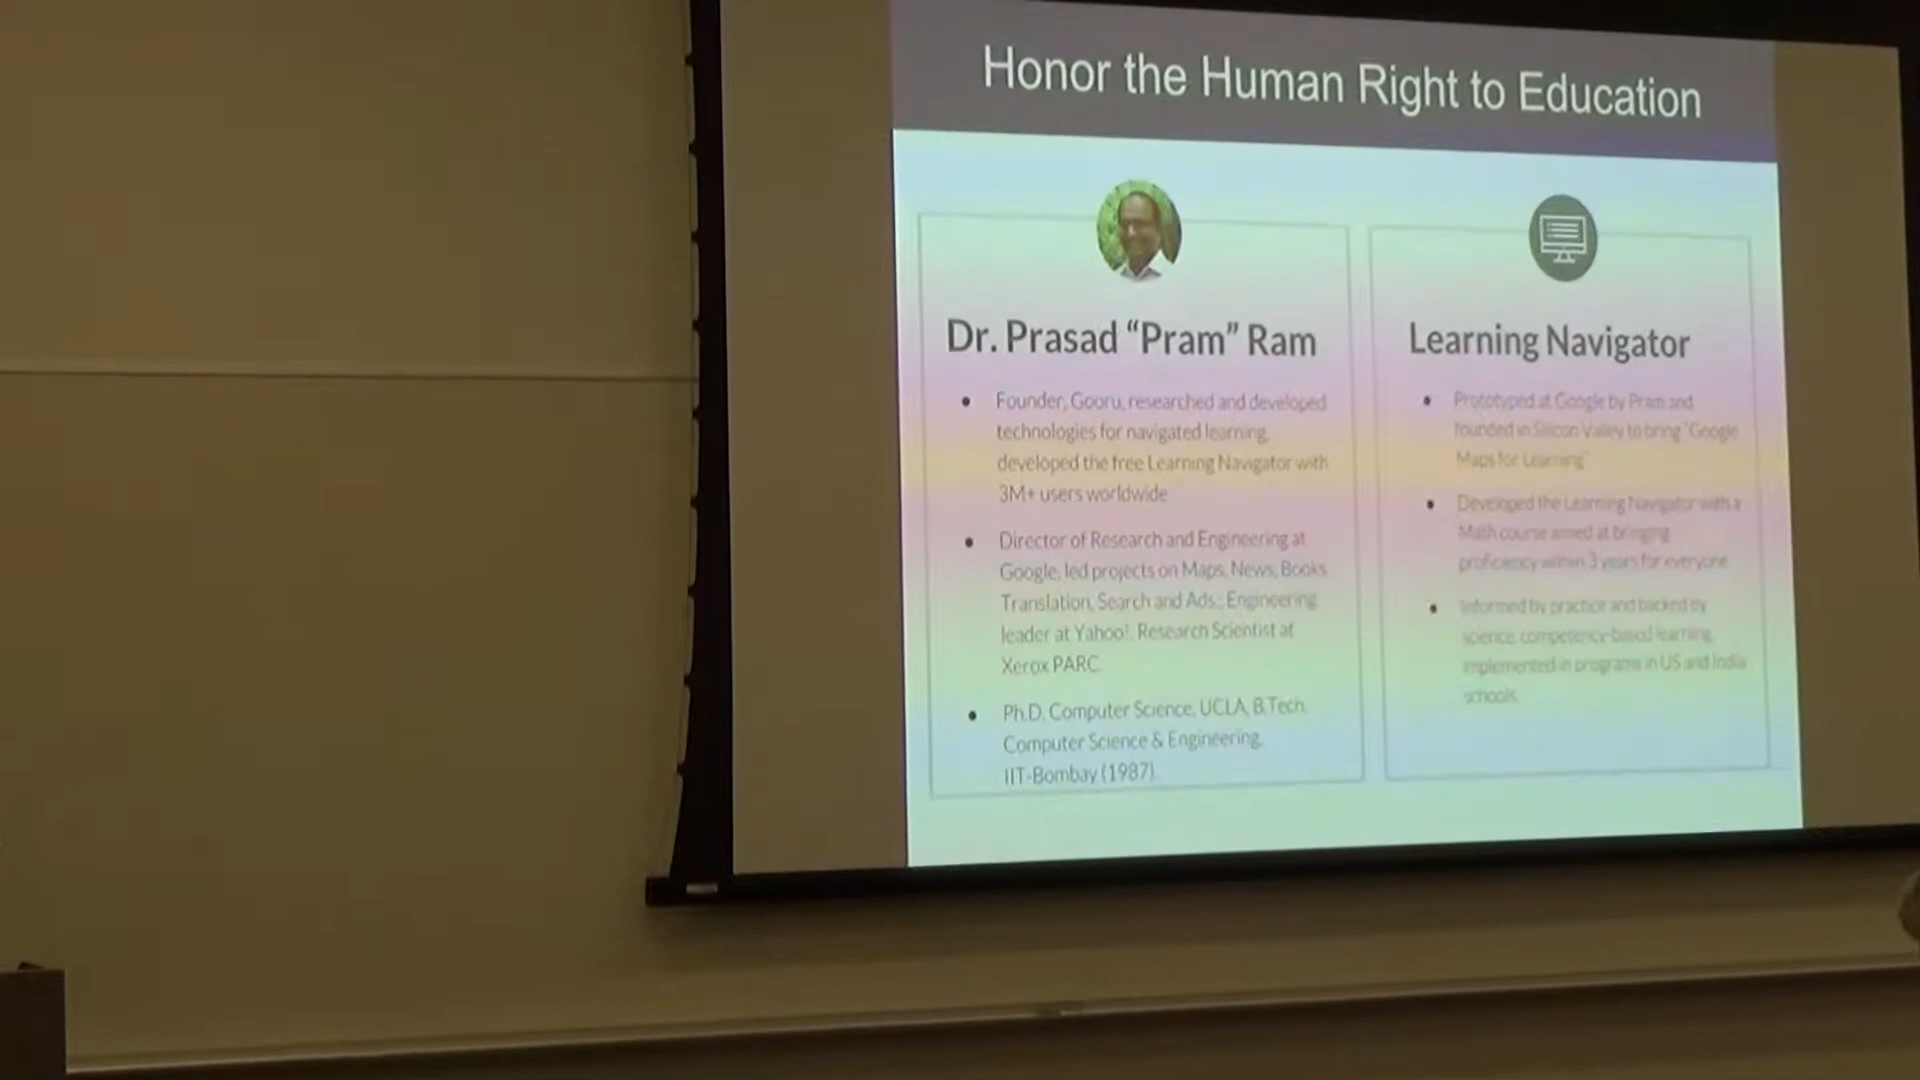 Honor the Human Right to Education
Dr. Prasad “Pram” Ram
Founder, Gooru, researched and developed
technologies for navigated learning,
developed the free Learning Navigator with
3M+ users worldwide
Director of Research and Engineering at
Google, led projects on Maps, News, Books
Translation, Search and Ads.; Engineering
leader at Yahoo!. Research Scientist at
Xerox PARC.
Ph.D. Computer Science, UCLA, B.Tech,
Computer Science & Engineering,
IIT-Bombay (1987).
Learning Navigator
Prototyped at Google by Pram and
founded in Silicon Valley to bring “Google
Maps for Learning”
Developed the Learning Navigator with a
Math course aimed at bringing
proficiency within 3 years for everyone
Informed by practice and backed by
science, competency-based learning,
implemented in programs in US and India
schools.